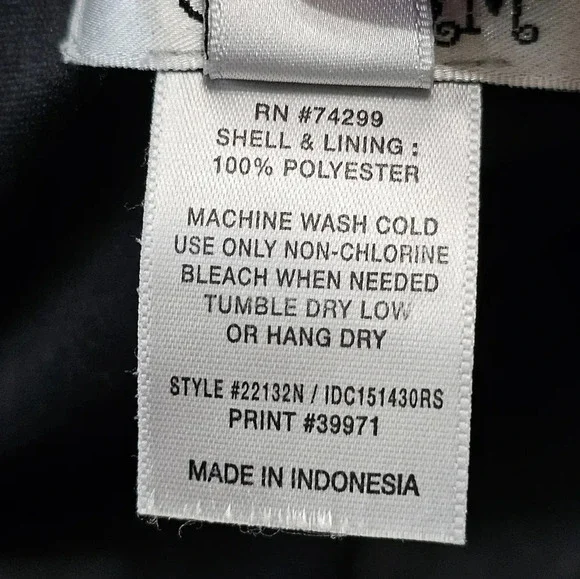 M
RN #74299
SHELL & LINING :
100% POLYESTER
MACHINE WASH COLD
USE ONLY NON-CHLORINE
BLEACH WHEN NEEDED
TUMBLE DRY LOW
OR HANG DRY
STYLE #22132N / IDC151430RS
PRINT #39971
MADE IN INDONESIA